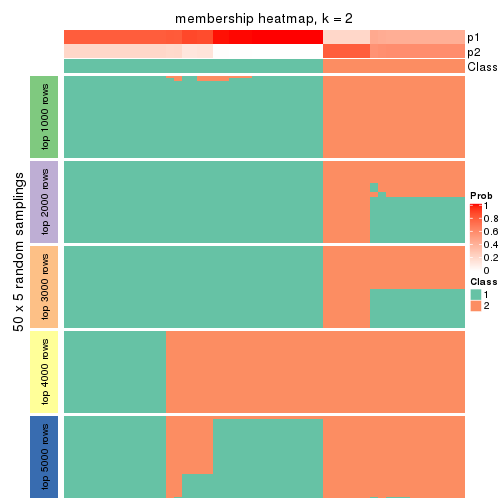 membership heatmap, k = 2
p1
p2
Class
50 x 5 random samplings
top 1000 rows
top 2000 rows
top 3000 rows
top 4000 rows
top 5000 rows
Prob
1
0.8
0.6
0.4
0.2
0
Class
1
2